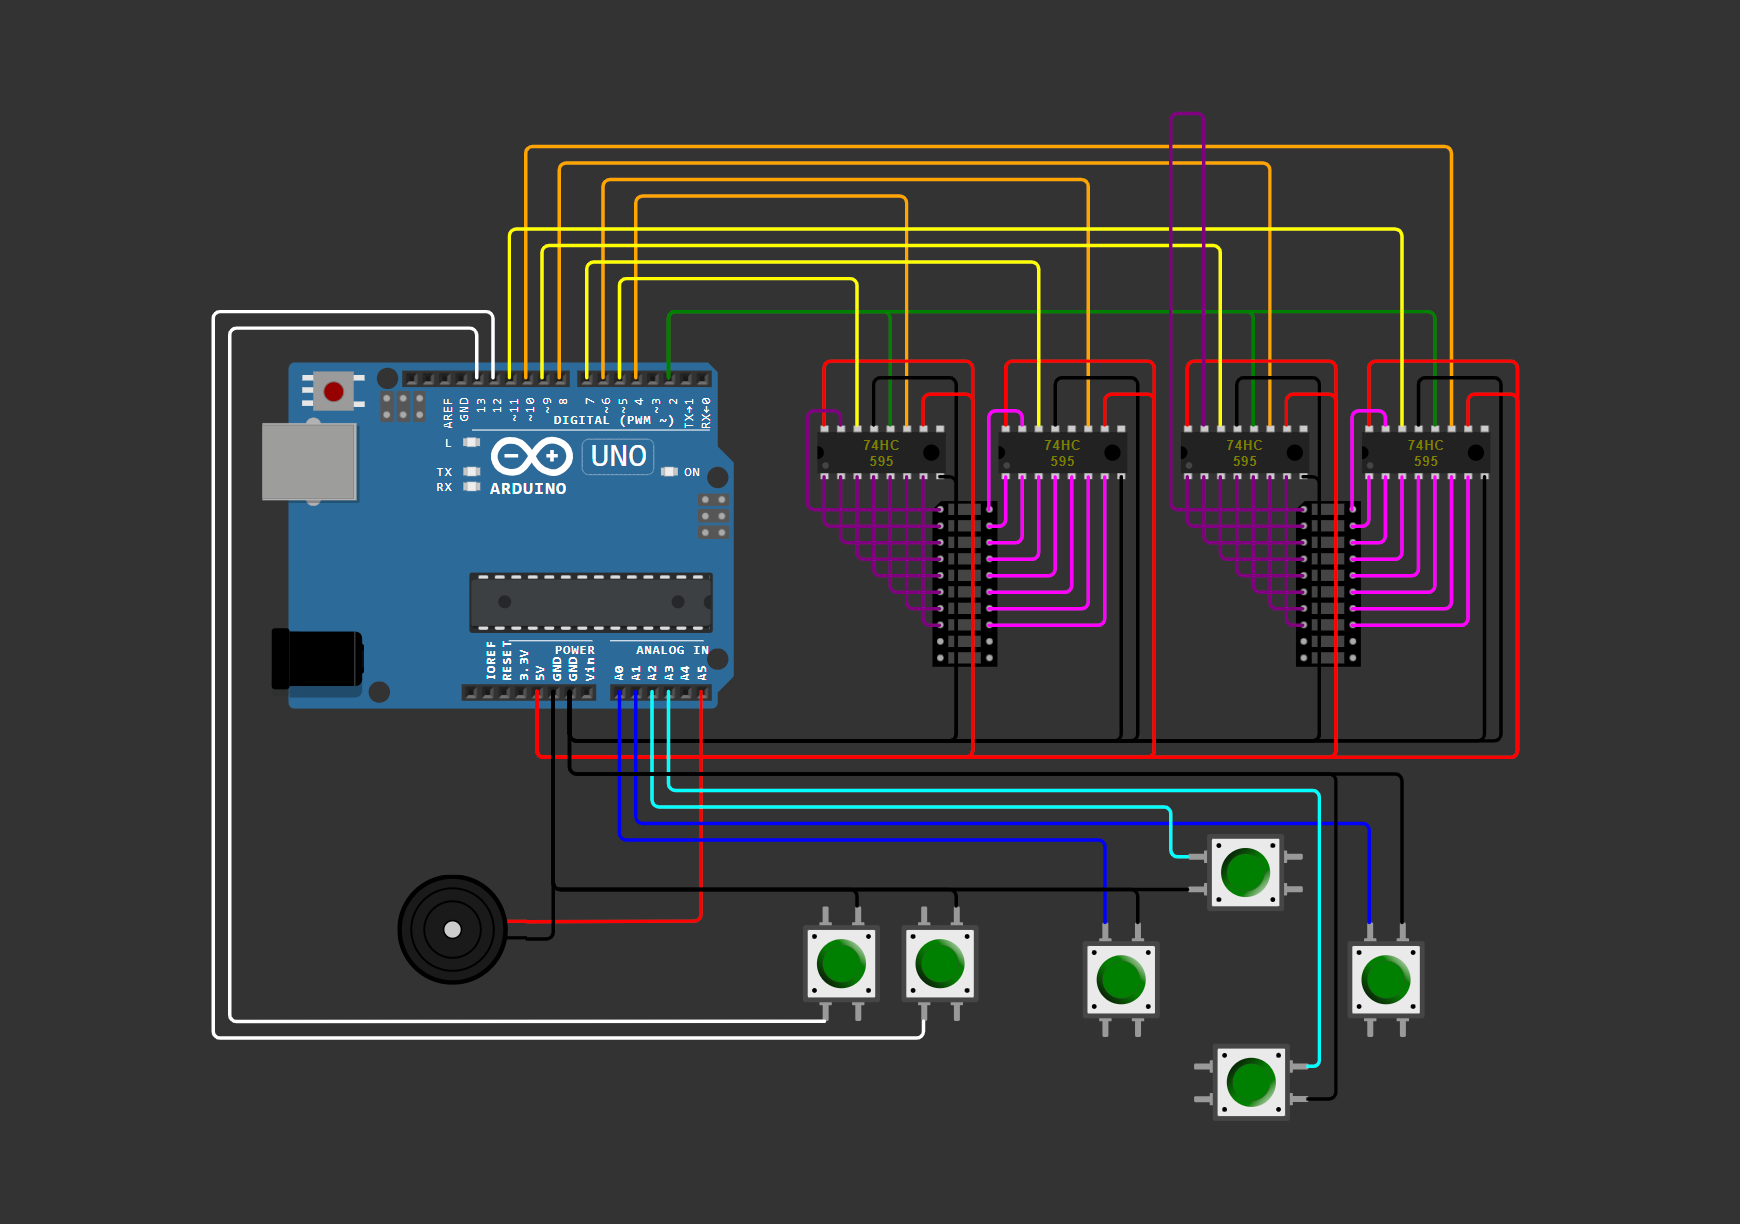 AREF
GND
13
12
~11
~10
~9
8
7
~6
~5
4
~3
2
TX→1
RX←0
DIGITAL (PWM ~)
L
TX
RX
UNO
ON
ARDUINO
74HC
595
74HC
595
74HC
595
74HC
595
POWER
ANALOG IN
IOREF
RESET
3.3V
5V
GND
GND
Vin
A0
A1
A2
A3
A4
A5